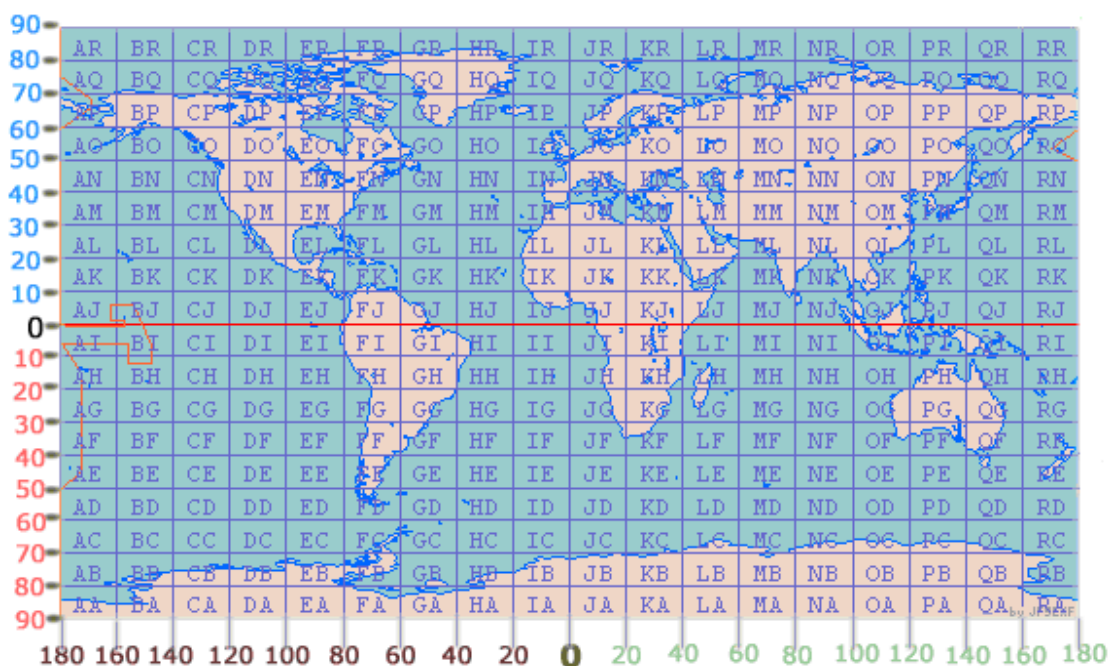 90
AR BR CR DR ER FR GR HR IR JR KR LR MR NR OR PR QR RR
80
AQ BQ CQ DQ FQ GQ HQ IQ JQ KQ LQ MQ NQ OQ PQ QQ RQ
70
AP BP CP DP EP GP HP IP JP KP LP MP NP OP PP QP RP
60
AO BO CO DO EO FO GO HO IO JO KO LO MO NO OO PO QO RO
50
AN BN CN DN EN FN GN HN IN JN KN LN MN NN ON PN QN RN
40
AM BM CM DM EM FM GM HM IM JM KM LM MM NM OM PM QM RM
30
AL BL CL DL EL FL GL HL IL JL KL LL ML NL OL PL QL RL
20
AK BK CK DK EK FK GK HK IK JK KK LK MK NK OK PK QK RK
10
AJ BJ CJ DJ EJ FJ GJ HJ IJ JJ KJ LJ MJ NJ OJ PJ QJ RJ
0
AI BI CI DI EI FI GI HI II JI KI LI MI NI OI PI QI RI
10
AH BH CH DH EH FH GH HH IH JH KH LH MH NH OH PH QH RH
20
AG BG CG DG EG FG GG HG IG JG KG LG MG NG OG PG QG RG
30
AF BF CF DF EF FF GF HF IF JF KF LF MF NF OF PF QF RF
40
AE BE CE DE EE FE GE HE IE JE KE LE ME NE OE PE QE RE
50
AD BD CD DD ED FD GD HD ID JD KD LD MD ND OD PD QD RD
60
AC BC CC DC EC FC GC HC IC JC KC LC MC NC OC PC QC RC
70
AB BB CB DB EB FB GB HB IB JB KB LB MB NB OB PB QB RB
80
AA BA CA DA EA FA GA HA IA JA KA LA MA NA OA PA QA RA
90
by
180 160 140 120 100 80 60 40 20 0 20 40 60 80 100 120 140 160 180